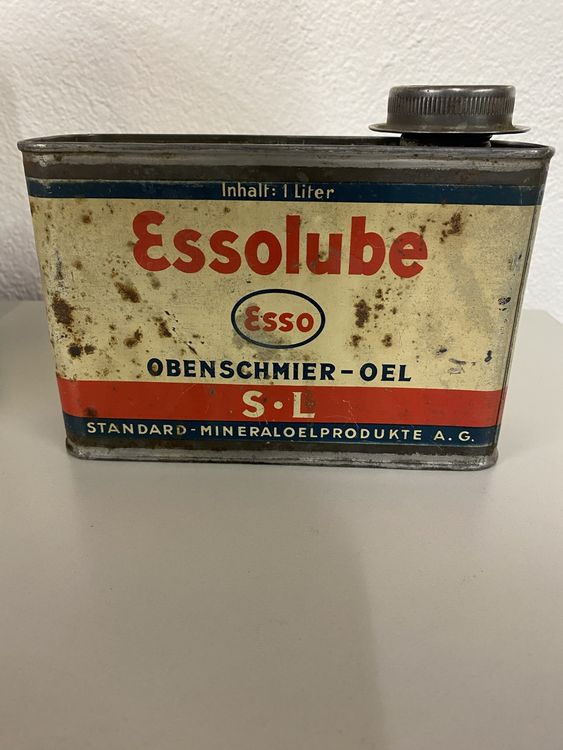 Inhalt: 1 Liter
Essolube
Esso
OBENSCHMIER-OEL
S·L
STANDARD-MINERALOELPRODUKTE A.G.